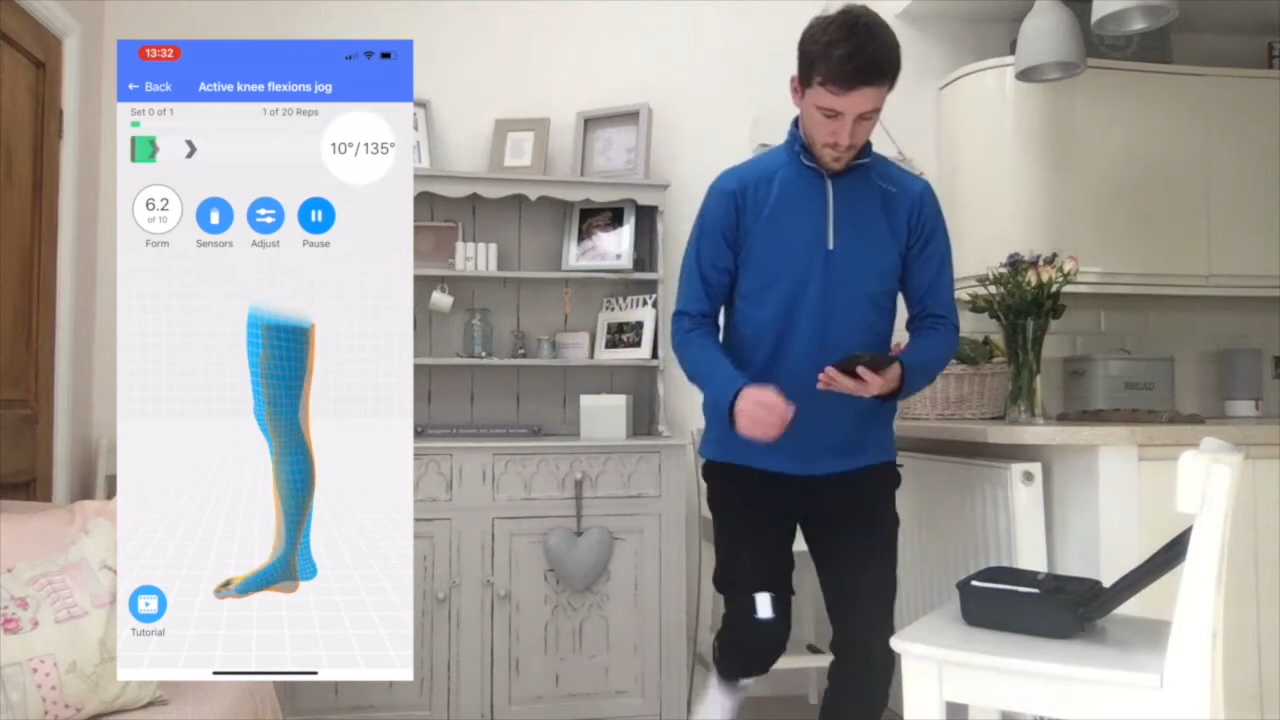 13:32
← Back
Active knee flexions jog
Set 0 of 1
1 of 20 Reps
10°/135°
6.2
of 10
Form
Sensors
Adjust
Pause
Tutorial
FAMILY
BREAD